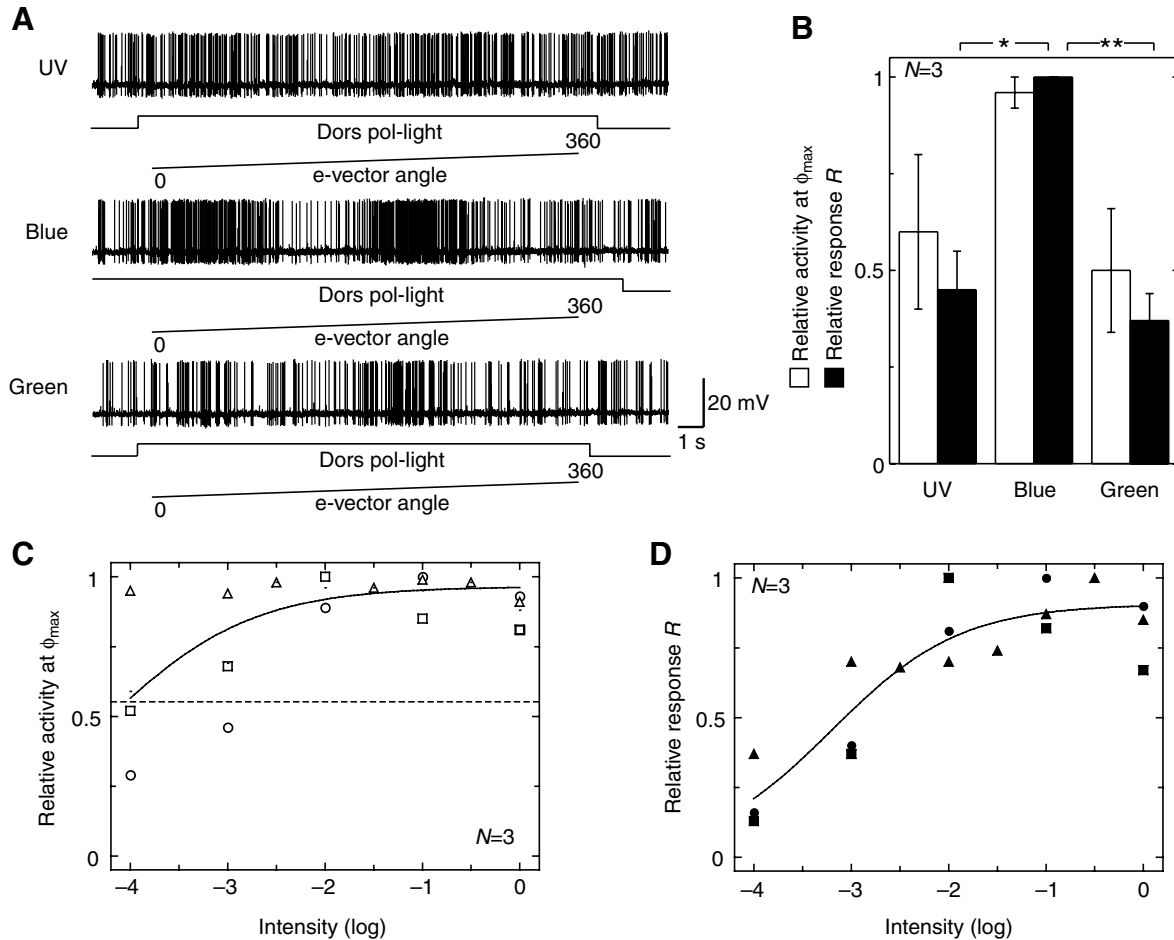 A
UV
Dors pol-light
0
360
e-vector angle
Blue
Dors pol-light
0
360
e-vector angle
Green
Dors pol-light
0
360
e-vector angle
20 mV
1 s
B
N=3
*
**
Relative activity at ϕmax
Relative response R
1
0.5
0
UV
Blue
Green
C
Relative activity at ϕmax
1
0.5
0
N=3
–4
–3
–2
–1
0
Intensity (log)
D
N=3
Relative response R
1
0.5
0
–4
–3
–2
–1
0
Intensity (log)